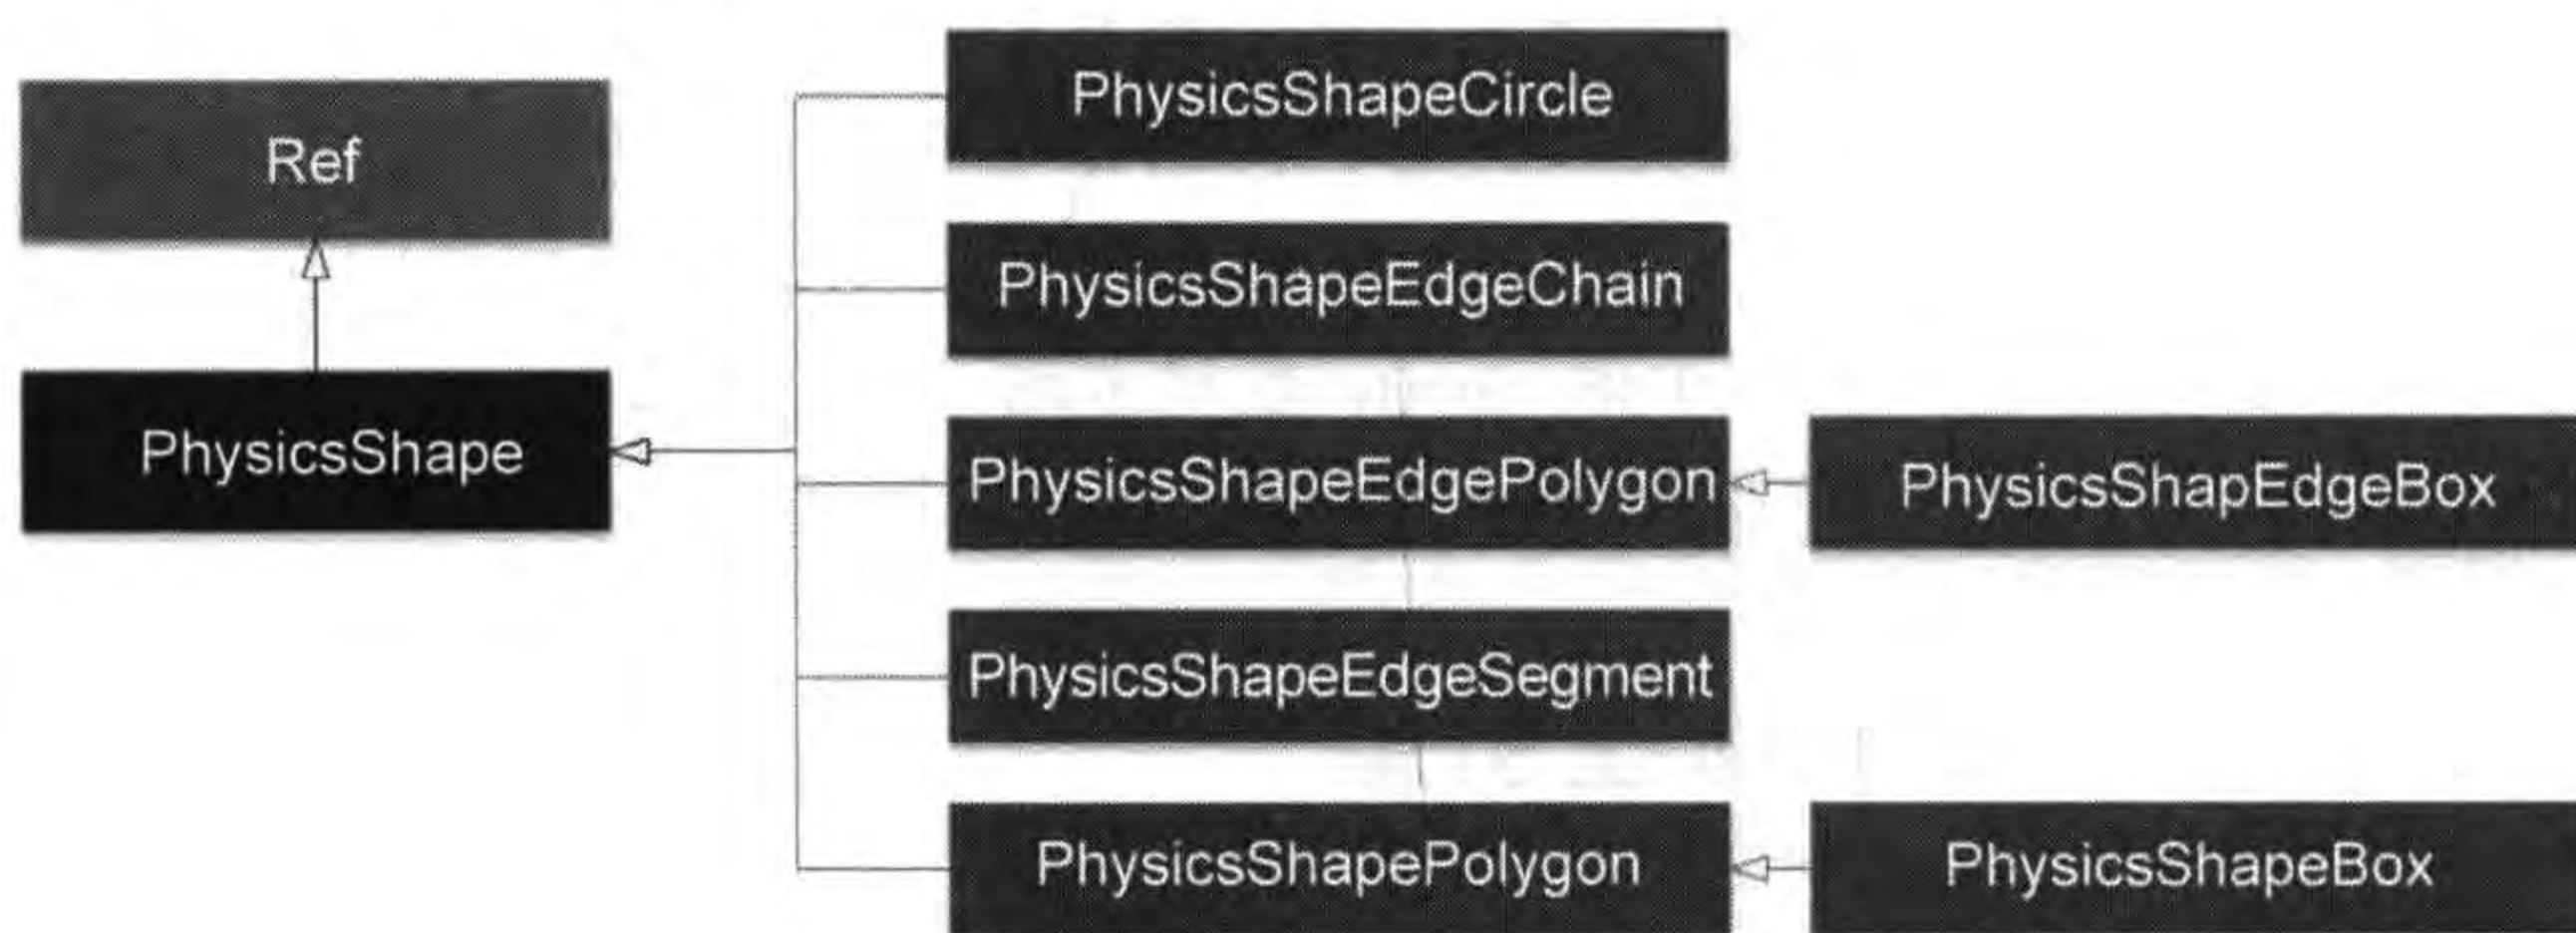 Ref
PhysicsShape
PhysicsShapeCircle
PhysicsShapeEdgeChain
PhysicsShapeEdgePolygon
PhysicsShapEdgeBox
PhysicsShapeEdgeSegment
PhysicsShapePolygon
PhysicsShapeBox